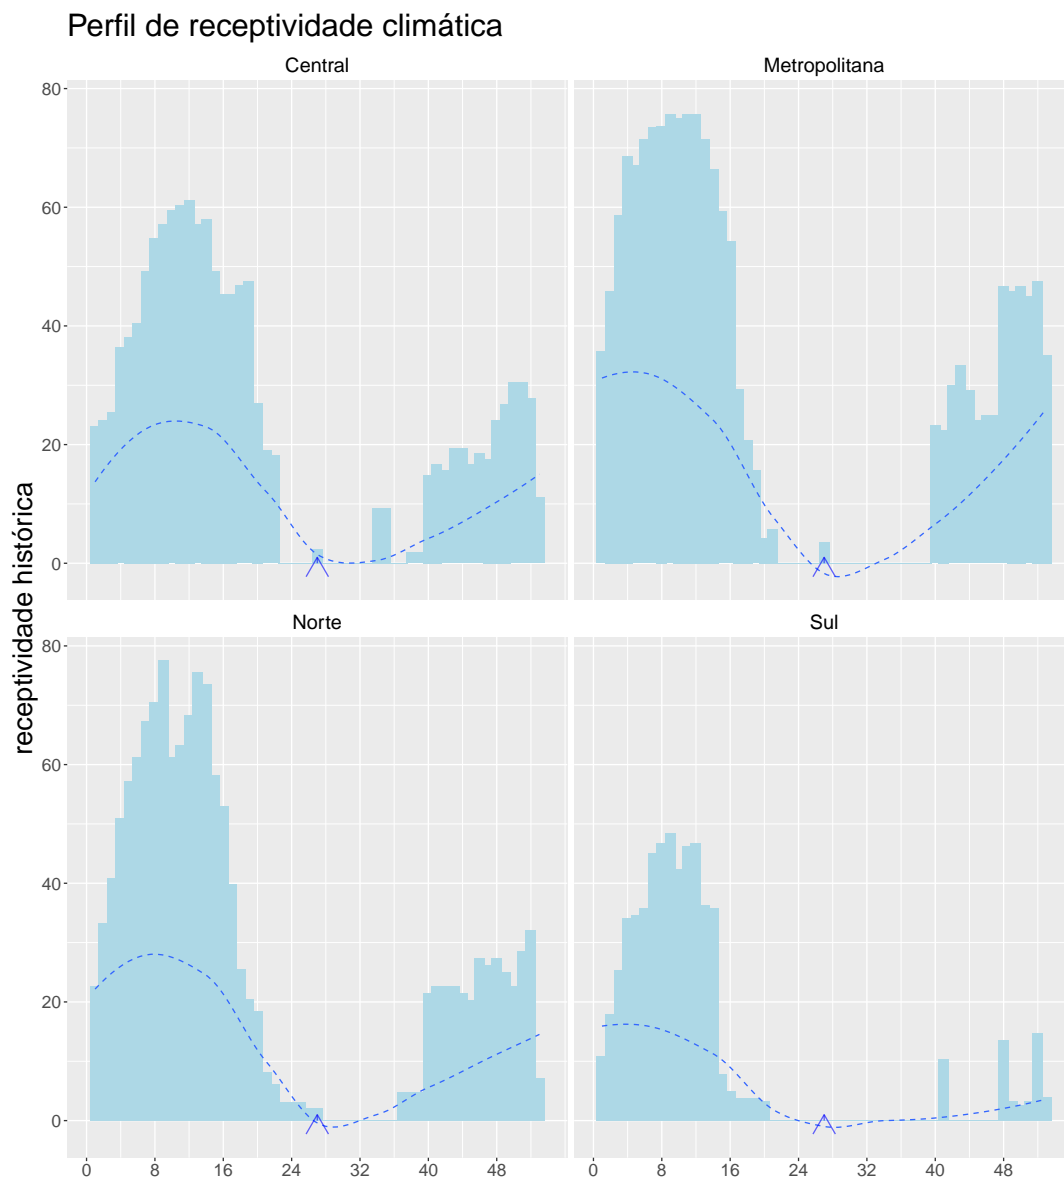 Perfil de receptividade climática
Central
Metropolitana
80
60
40
20
0
receptividade histórica
Norte
Sul
80
60
40
20
0
0 8 16 24 32 40 48
0 8 16 24 32 40 48